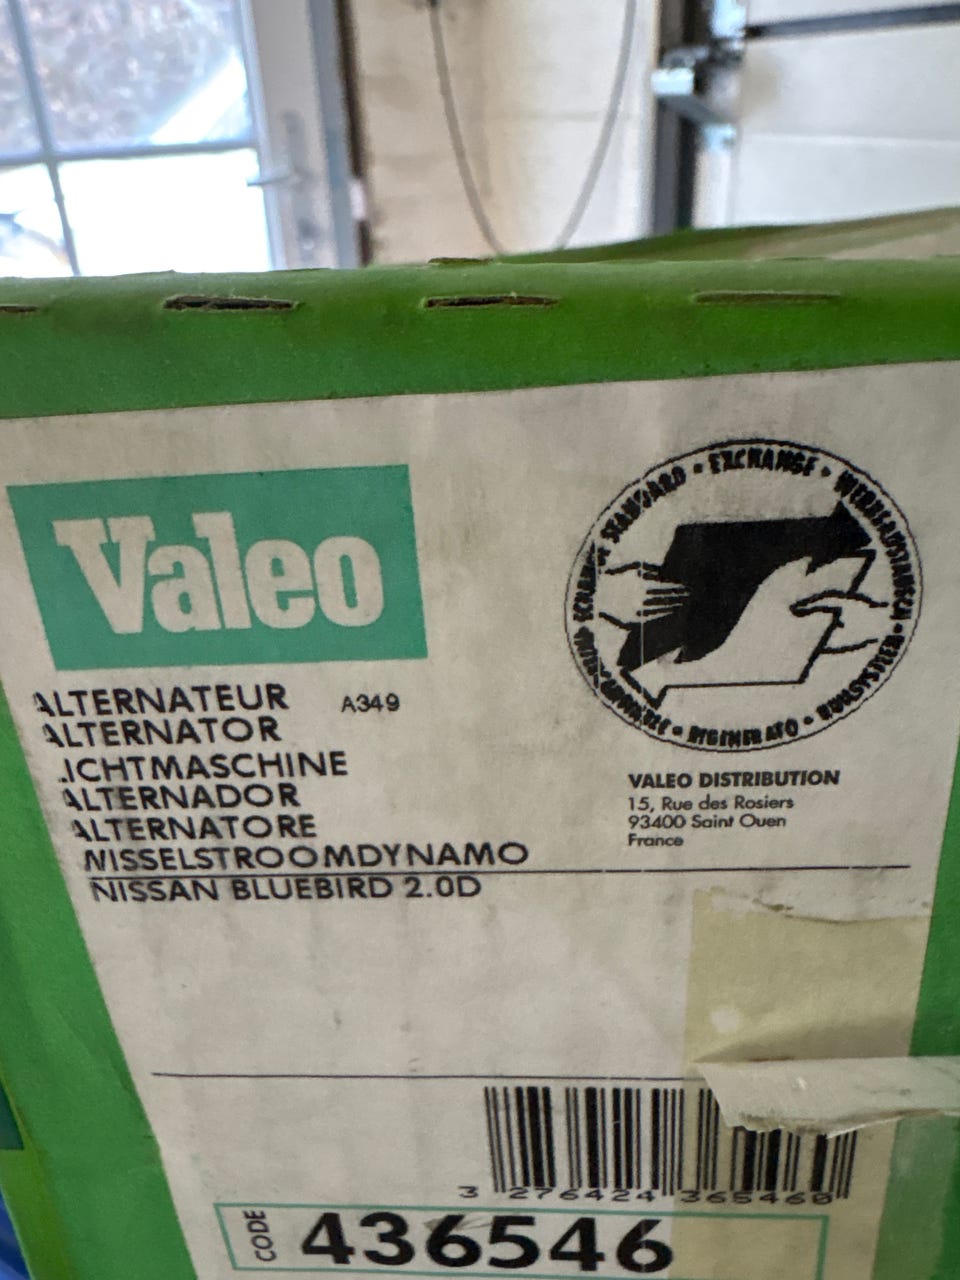 Valeo
STANDARD • EXCHANGE •
ALTERNATEUR A349
ALTERNATOR
LICHTMASCHINE
ALTERNADOR
ALTERNATORE
WISSELSTROOMDYNAMO
NISSAN BLUEBIRD 2.0D
VALEO DISTRIBUTION
15, Rue des Rosiers
93400 Saint Ouen
France
3 276424 365460
CODE 436546